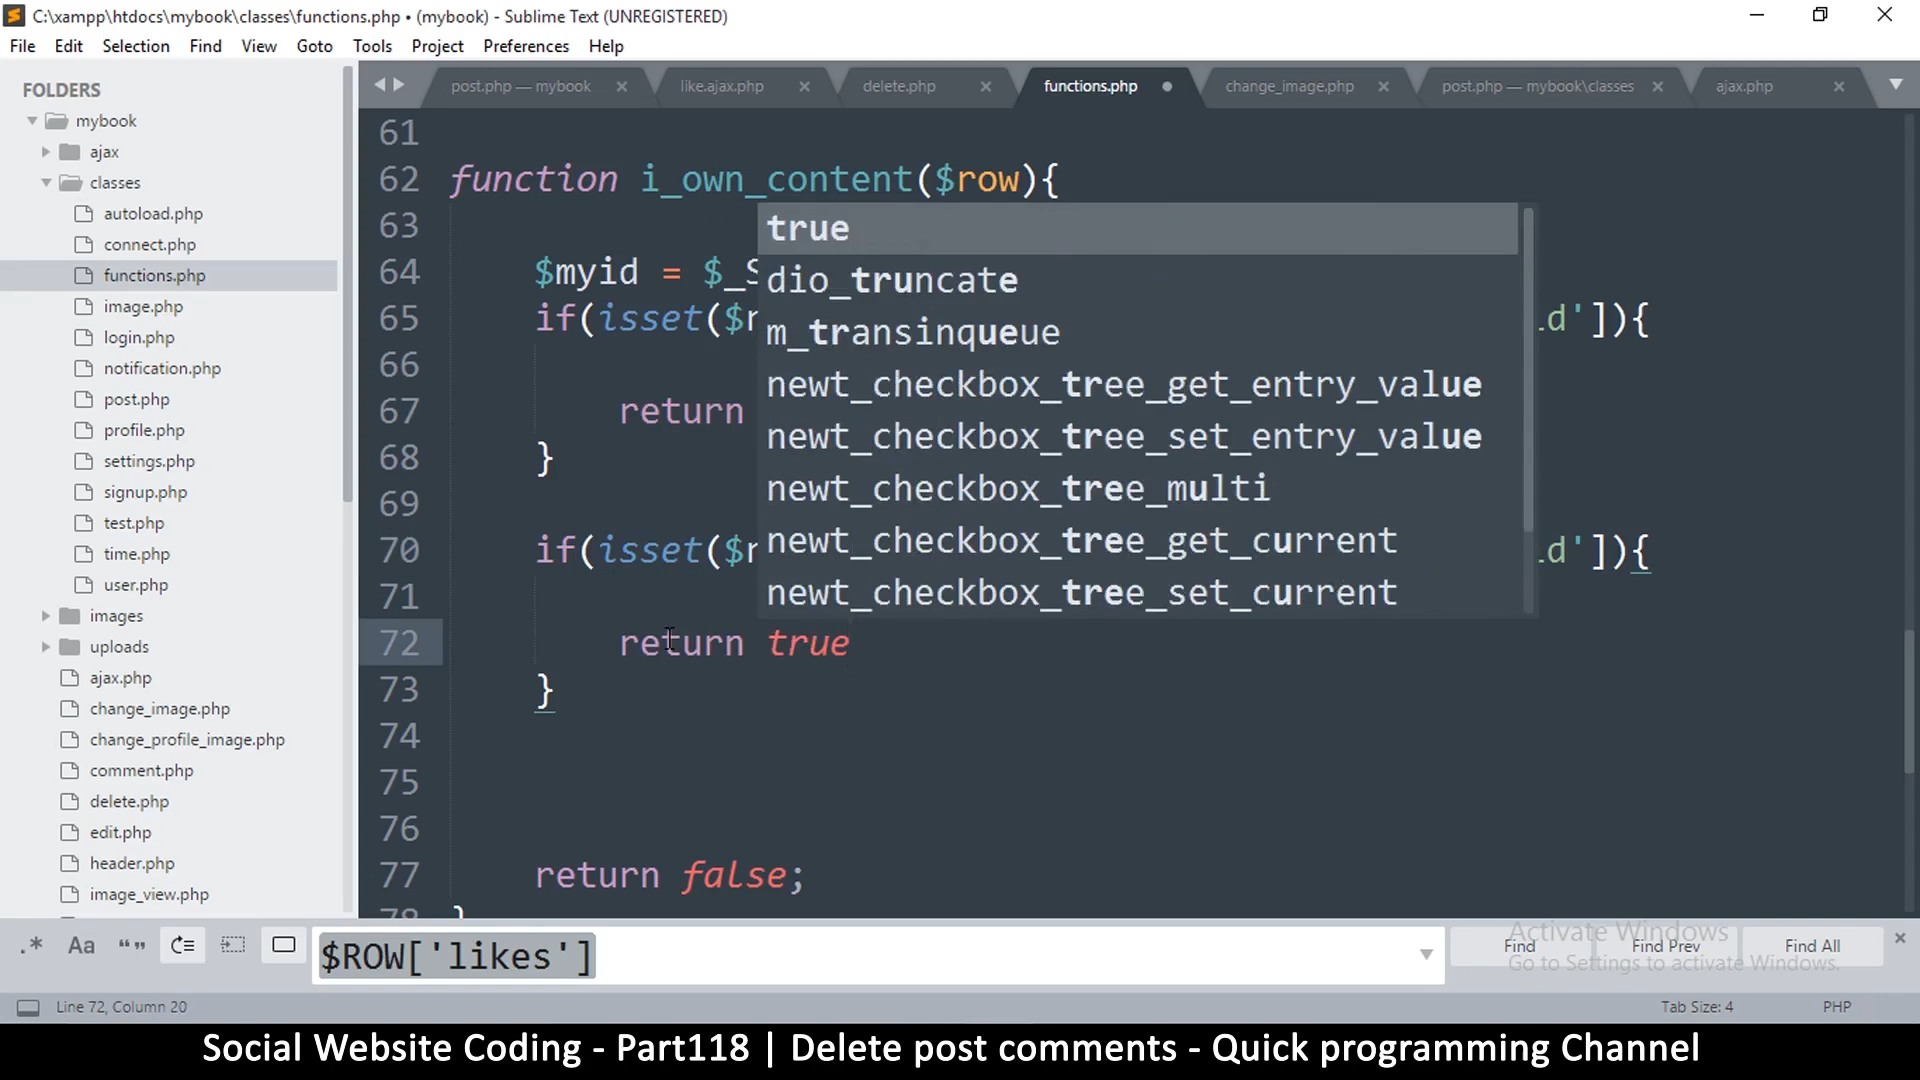 C:\xampp\htdocs\mybook\classes\functions.php • (mybook) - Sublime Text (UNREGISTERED)
File Edit Selection Find View Goto Tools Project Preferences Help
FOLDERS
mybook
ajax
classes
autoload.php
connect.php
functions.php
image.php
login.php
notification.php
post.php
profile.php
settings.php
signup.php
test.php
time.php
user.php
images
uploads
ajax.php
change_image.php
change_profile_image.php
comment.php
delete.php
edit.php
header.php
image_view.php
post.php — mybook like.ajax.php delete.php functions.php change_image.php post.php — mybook\classes ajax.php
61
62 function i_own_content($row){
63
64 $myid = $_S
65 if(isset($r d']){
66
67 return
68 }
69
70 if(isset($r d']){
71
72 return true
73 }
74
75
76
77 return false;
78 }
true
dio_truncate
m_transinqueue
newt_checkbox_tree_get_entry_value
newt_checkbox_tree_set_entry_value
newt_checkbox_tree_multi
newt_checkbox_tree_get_current
newt_checkbox_tree_set_current
.* Aa “” $ROW['likes'] Find Find Prev Find All
Activate Windows
Go to Settings to activate Windows.
Line 72, Column 20 Tab Size: 4 PHP
Social Website Coding - Part118 | Delete post comments - Quick programming Channel